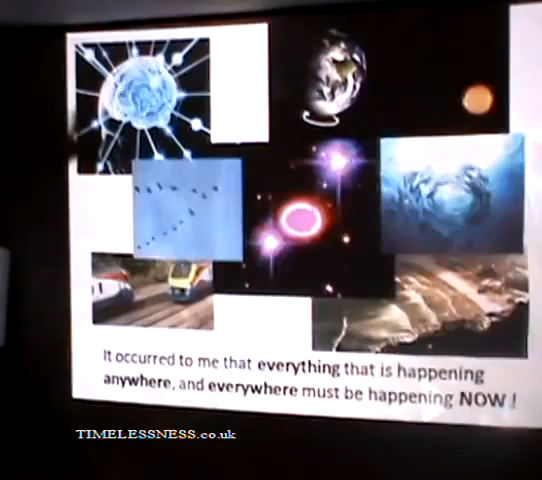 It occurred to me that everything that is happening
anywhere, and everywhere must be happening NOW !
TIMELESSNESS.co.uk